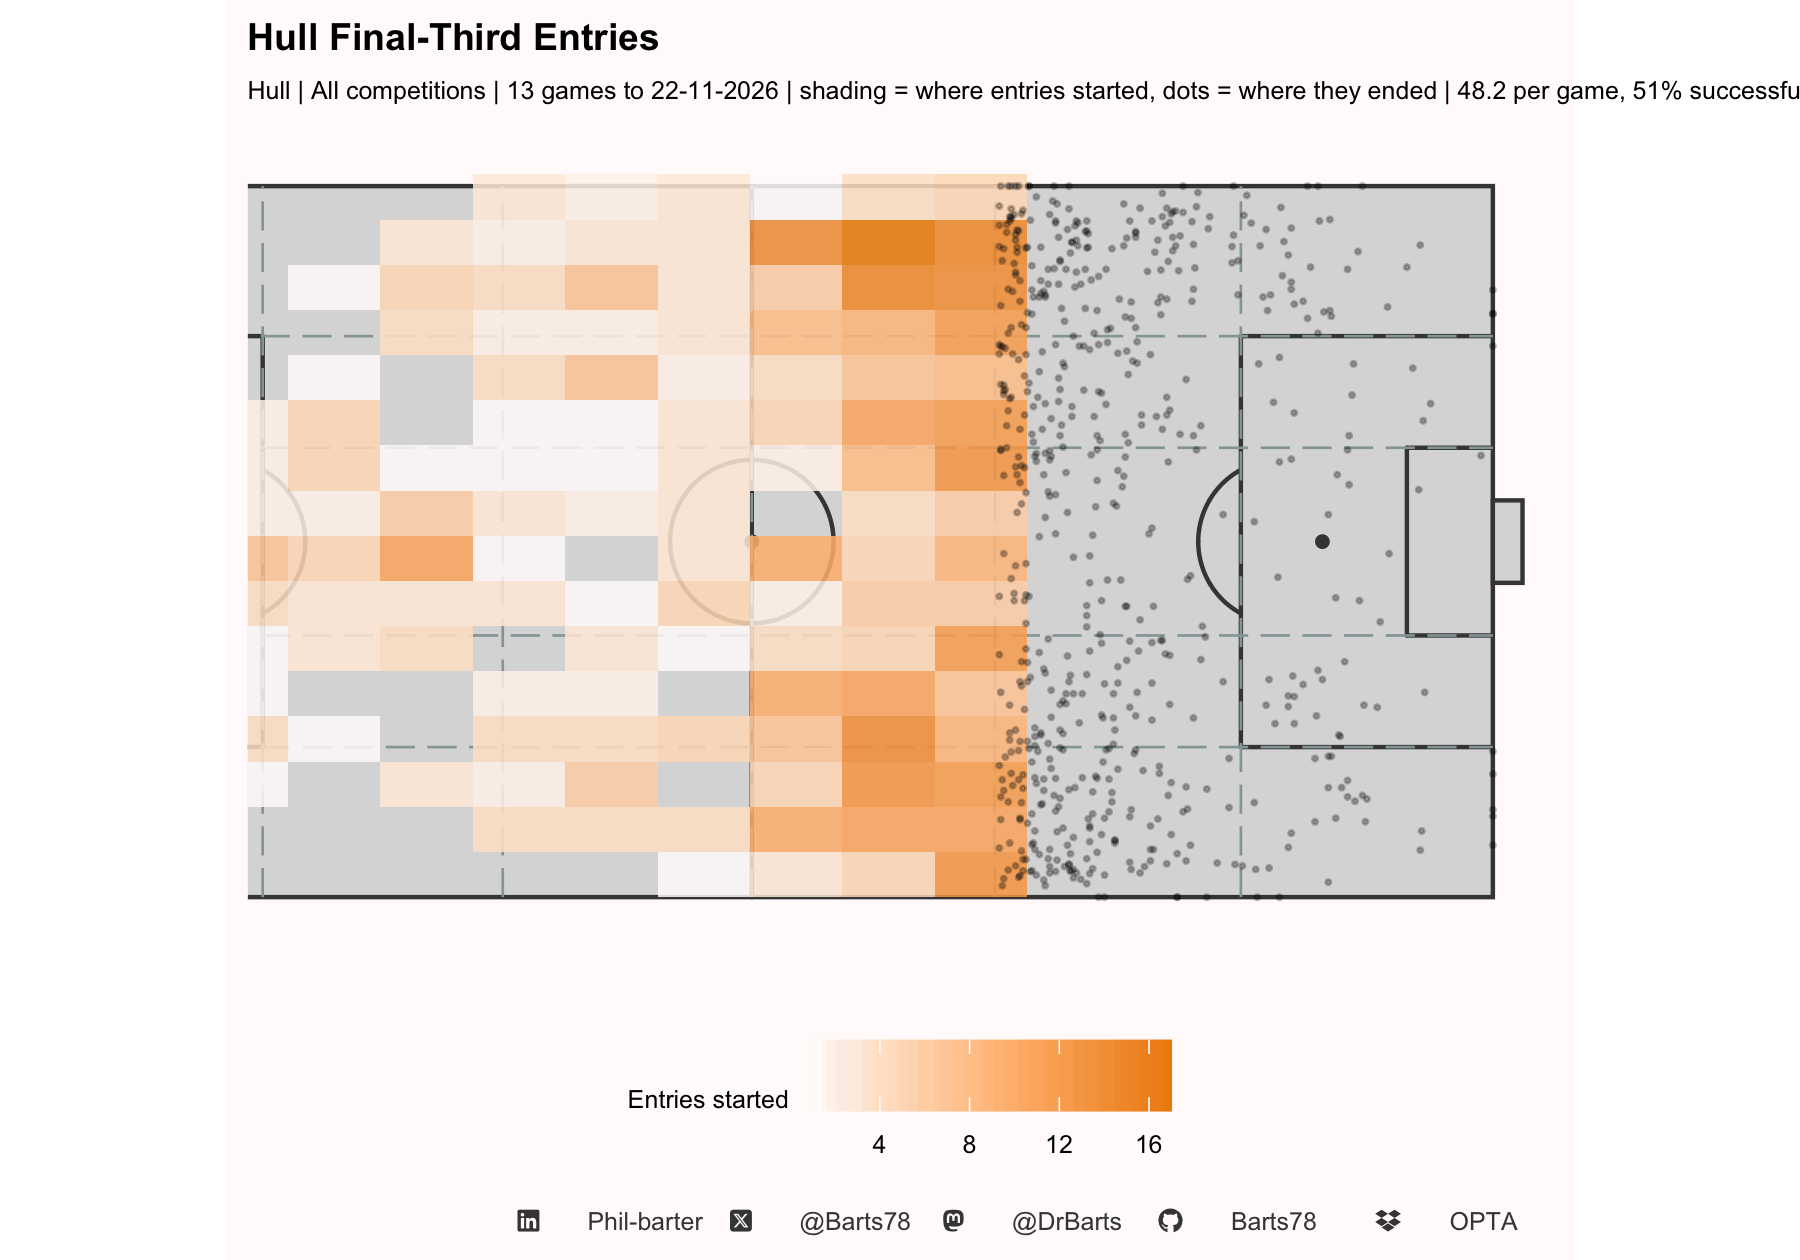 Hull Final-Third Entries
Hull | All competitions | 13 games to 22-11-2026 | shading = where entries started, dots = where they ended | 48.2 per game, 51% successfu
Entries started
4 8 12 16
Phil-barter @Barts78 @DrBarts Barts78 OPTA